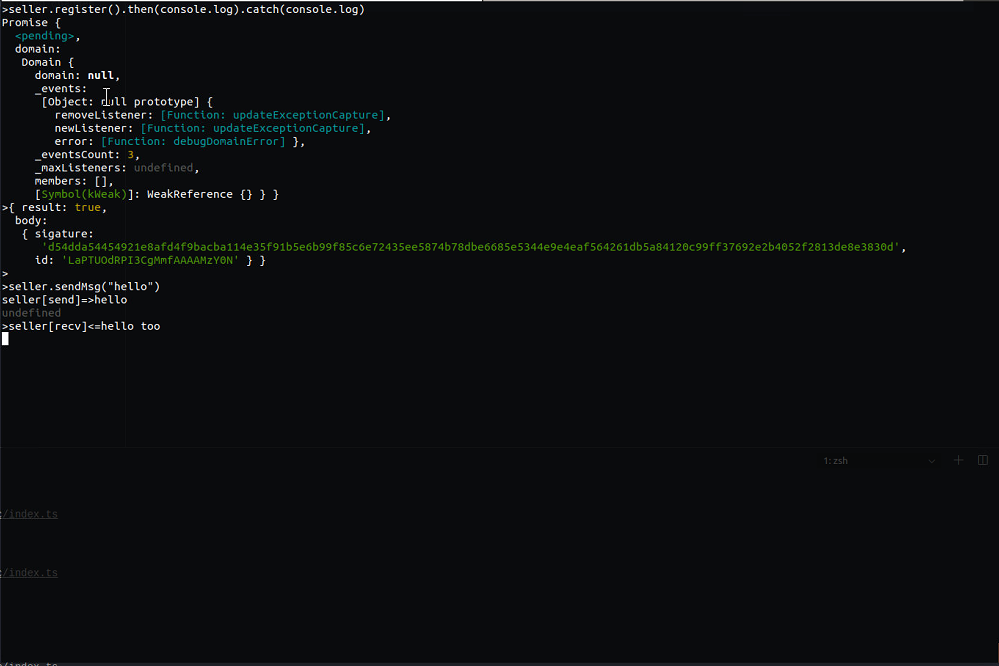 >seller.register().then(console.log).catch(console.log)
Promise {
  <pending>,
  domain:
   Domain {
     domain: null,
     _events:
      [Object: null prototype] {
        removeListener: [Function: updateExceptionCapture],
        newListener: [Function: updateExceptionCapture],
        error: [Function: debugDomainError] },
     _eventsCount: 3,
     _maxListeners: undefined,
     members: [],
     [Symbol(kWeak)]: WeakReference {} } }
>{ result: true,
  body:
   { sigature:
      'd54dda54454921e8afd4f9bacba114e35f91b5e6b99f85c6e72435ee5874b78dbe6685e5344e9e4eaf564261db5a84120c99ff37692e2b4052f2813de8e3830d',
     id: 'LaPTUOdRPI3CgMmfAAAAMzY0N' } }
>
>seller.sendMsg("hello")
seller[send]=>hello
undefined
>seller[recv]<=hello too
1: zsh
:/index.ts
:/index.ts
:/index.ts